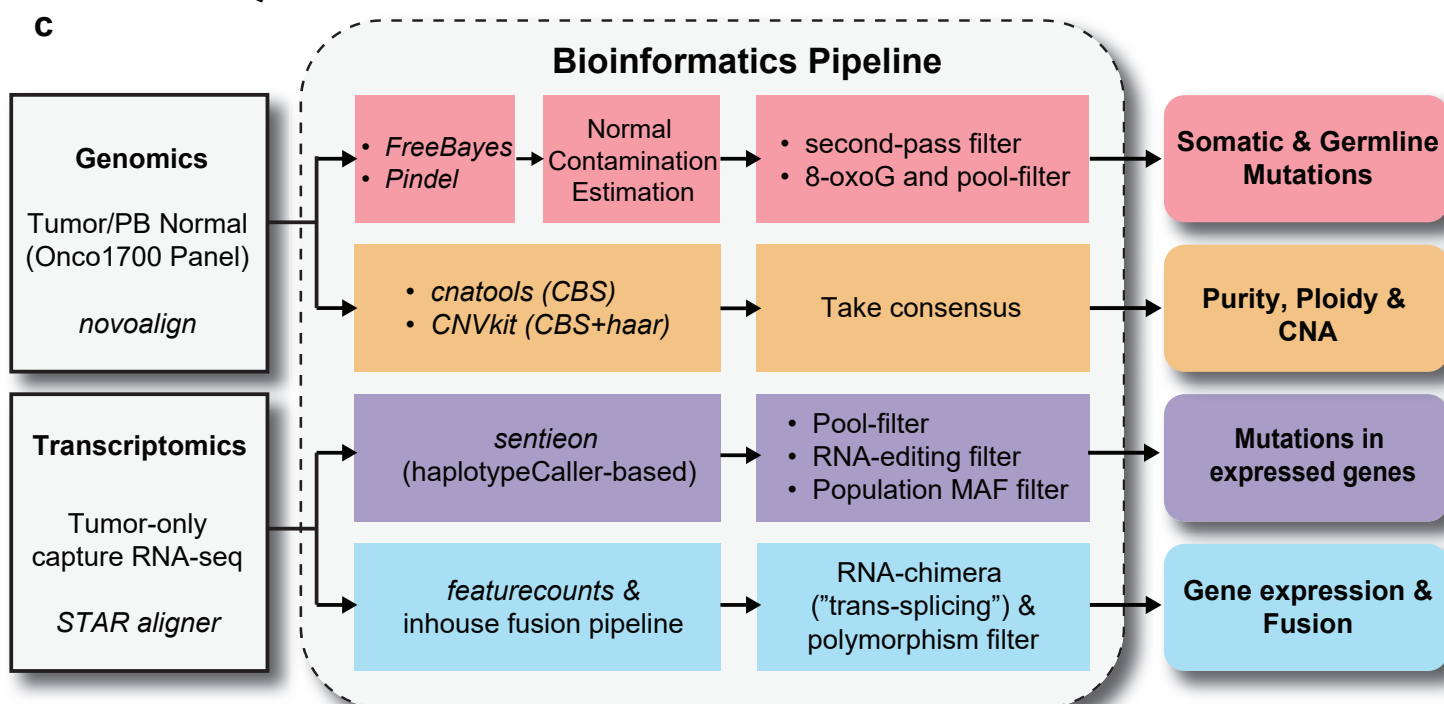 c
Bioinformatics Pipeline
Genomics
Tumor/PB Normal
(Onco1700 Panel)
novoalign
• FreeBayes
• Pindel
Normal
Contamination
Estimation
• second-pass filter
• 8-oxoG and pool-filter
Somatic & Germline
Mutations
• cnatools (CBS)
• CNVkit (CBS+haar)
Take consensus
Purity, Ploidy &
CNA
Transcriptomics
Tumor-only
capture RNA-seq
STAR aligner
sentieon
(haplotypeCaller-based)
• Pool-filter
• RNA-editing filter
• Population MAF filter
Mutations in
expressed genes
featurecounts &
inhouse fusion pipeline
RNA-chimera
(”trans-splicing”) &
polymorphism filter
Gene expression &
Fusion